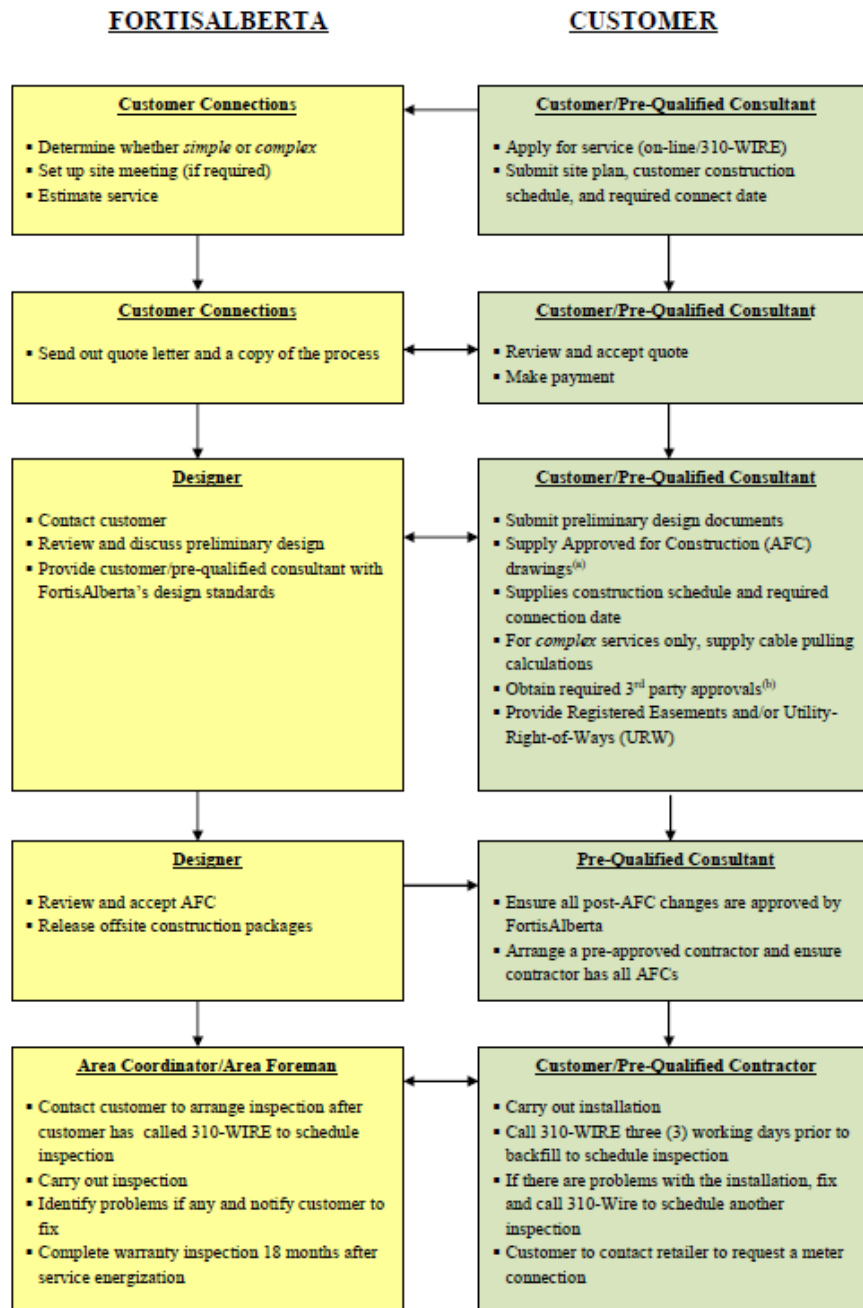 FORTISALBERTA
CUSTOMER
Customer Connections
▪ Determine whether simple or complex
▪ Set up site meeting (if required)
▪ Estimate service
Customer/Pre-Qualified Consultant
▪ Apply for service (on-line/310-WIRE)
▪ Submit site plan, customer construction
schedule, and required connect date
Customer Connections
▪ Send out quote letter and a copy of the process
Customer/Pre-Qualified Consultant
▪ Review and accept quote
▪ Make payment
Designer
▪ Contact customer
▪ Review and discuss preliminary design
▪ Provide customer/pre-qualified consultant with
FortisAlberta's design standards
Customer/Pre-Qualified Consultant
▪ Submit preliminary design documents
▪ Supply Approved for Construction (AFC)
drawings(a)
▪ Supplies construction schedule and required
connection date
▪ For complex services only, supply cable pulling
calculations
▪ Obtain required 3rd party approvals(b)
▪ Provide Registered Easements and/or Utility-
Right-of-Ways (URW)
Designer
▪ Review and accept AFC
▪ Release offsite construction packages
Pre-Qualified Consultant
▪ Ensure all post-AFC changes are approved by
FortisAlberta
▪ Arrange a pre-approved contractor and ensure
contractor has all AFCs
Area Coordinator/Area Foreman
▪ Contact customer to arrange inspection after
customer has called 310-WIRE to schedule
inspection
▪ Carry out inspection
▪ Identify problems if any and notify customer to
fix
▪ Complete warranty inspection 18 months after
service energization
Customer/Pre-Qualified Contractor
▪ Carry out installation
▪ Call 310-WIRE three (3) working days prior to
backfill to schedule inspection
▪ If there are problems with the installation, fix
and call 310-Wire to schedule another
inspection
▪ Customer to contact retailer to request a meter
connection